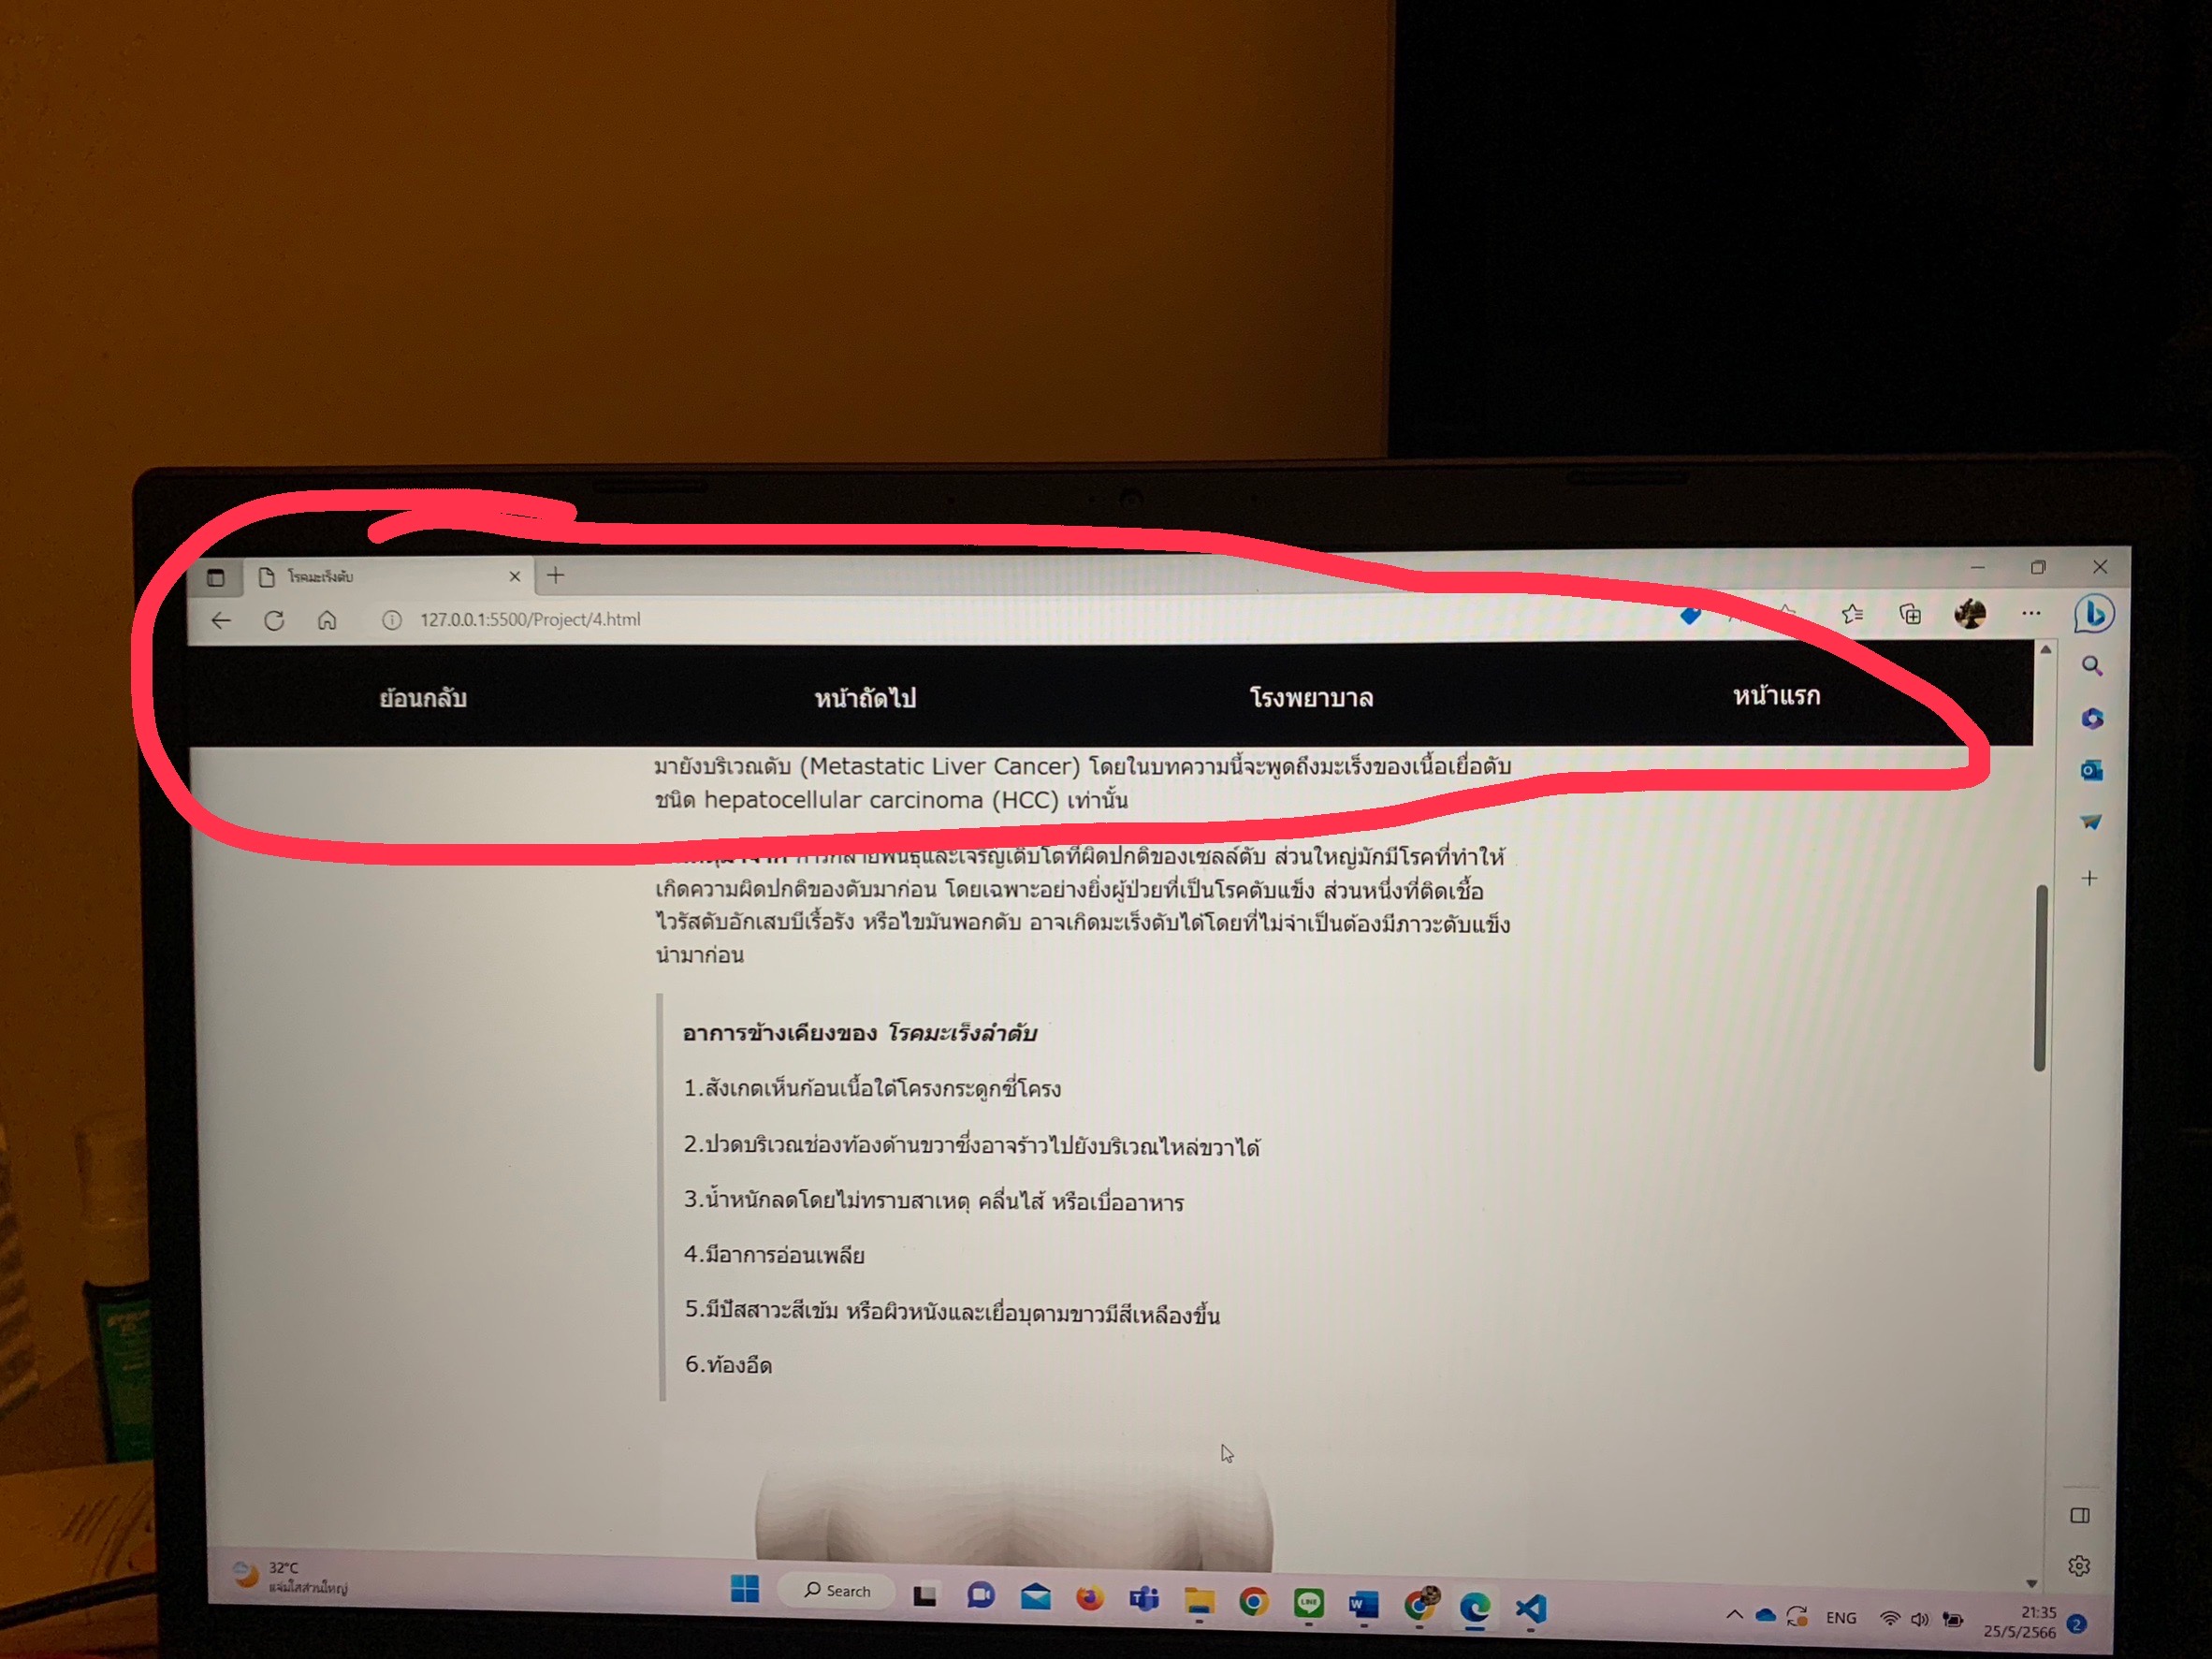 โรคมะเร็งตับ
127.0.0.1:5500/Project/4.html
ย้อนกลับ หน้าถัดไป โรงพยาบาล หน้าแรก
มายังบริเวณตับ (Metastatic Liver Cancer) โดยในบทความนี้จะพูดถึงมะเร็งของเนื้อเยื่อตับ
ชนิด hepatocellular carcinoma (HCC) เท่านั้น
การกลายพันธุ์และเจริญเติบโตที่ผิดปกติของเซลล์ตับ ส่วนใหญ่มักมีโรคที่ทำให้
เกิดความผิดปกติของตับมาก่อน โดยเฉพาะอย่างยิ่งผู้ป่วยที่เป็นโรคตับแข็ง ส่วนหนึ่งที่ติดเชื้อ
ไวรัสตับอักเสบบีเรื้อรัง หรือไขมันพอกตับ อาจเกิดมะเร็งตับได้โดยที่ไม่จำเป็นต้องมีภาวะตับแข็ง
นำมาก่อน
อาการข้างเคียงของ โรคมะเร็งลำตับ
1.สังเกตเห็นก้อนเนื้อใต้โครงกระดูกซี่โครง
2.ปวดบริเวณช่องท้องด้านขวาซึ่งอาจร้าวไปยังบริเวณไหล่ขวาได้
3.น้ำหนักลดโดยไม่ทราบสาเหตุ คลื่นไส้ หรือเบื่ออาหาร
4.มีอาการอ่อนเพลีย
5.มีปัสสาวะสีเข้ม หรือผิวหนังและเยื่อบุตามขาวมีสีเหลืองขึ้น
6.ท้องอืด
32°C
แจ่มใสส่วนใหญ่
Search
LINE
ENG
21:35
25/5/2566
2